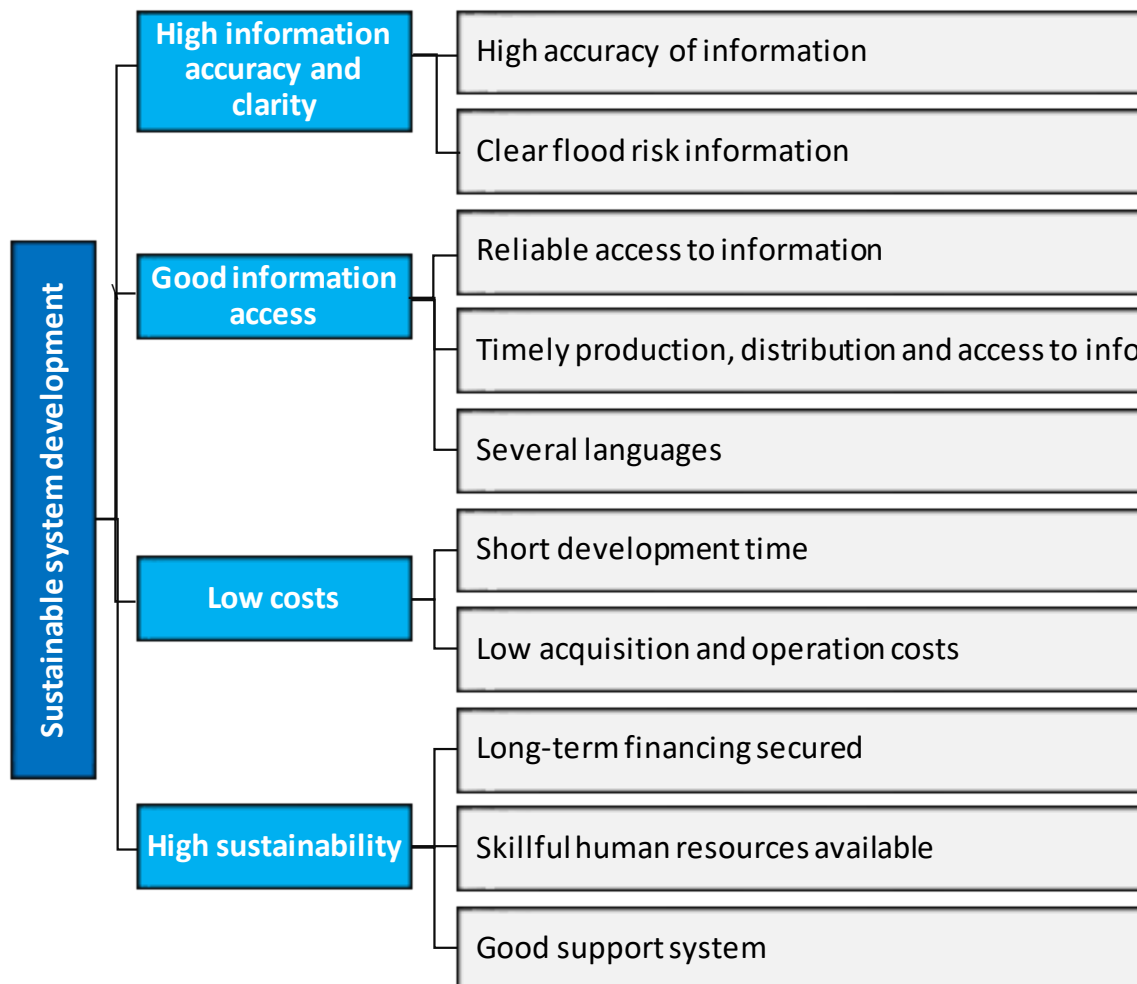 Sustainable system development
High information
accuracy and
clarity
High accuracy of information
Clear flood risk information
Good information
access
Reliable access to information
Timely production, distribution and access to info
Several languages
Low costs
Short development time
Low acquisition and operation costs
High sustainability
Long-term financing secured
Skillful human resources available
Good support system